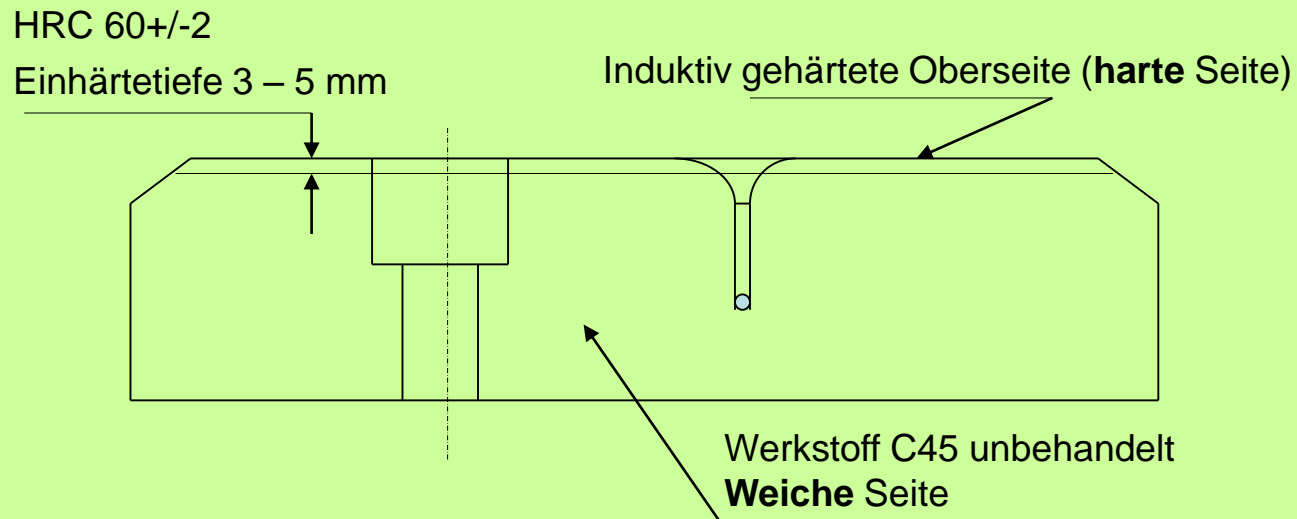 HRC 60+/-2
Einhärtetiefe 3 – 5 mm
Induktiv gehärtete Oberseite (harte Seite)
Werkstoff C45 unbehandelt
Weiche Seite